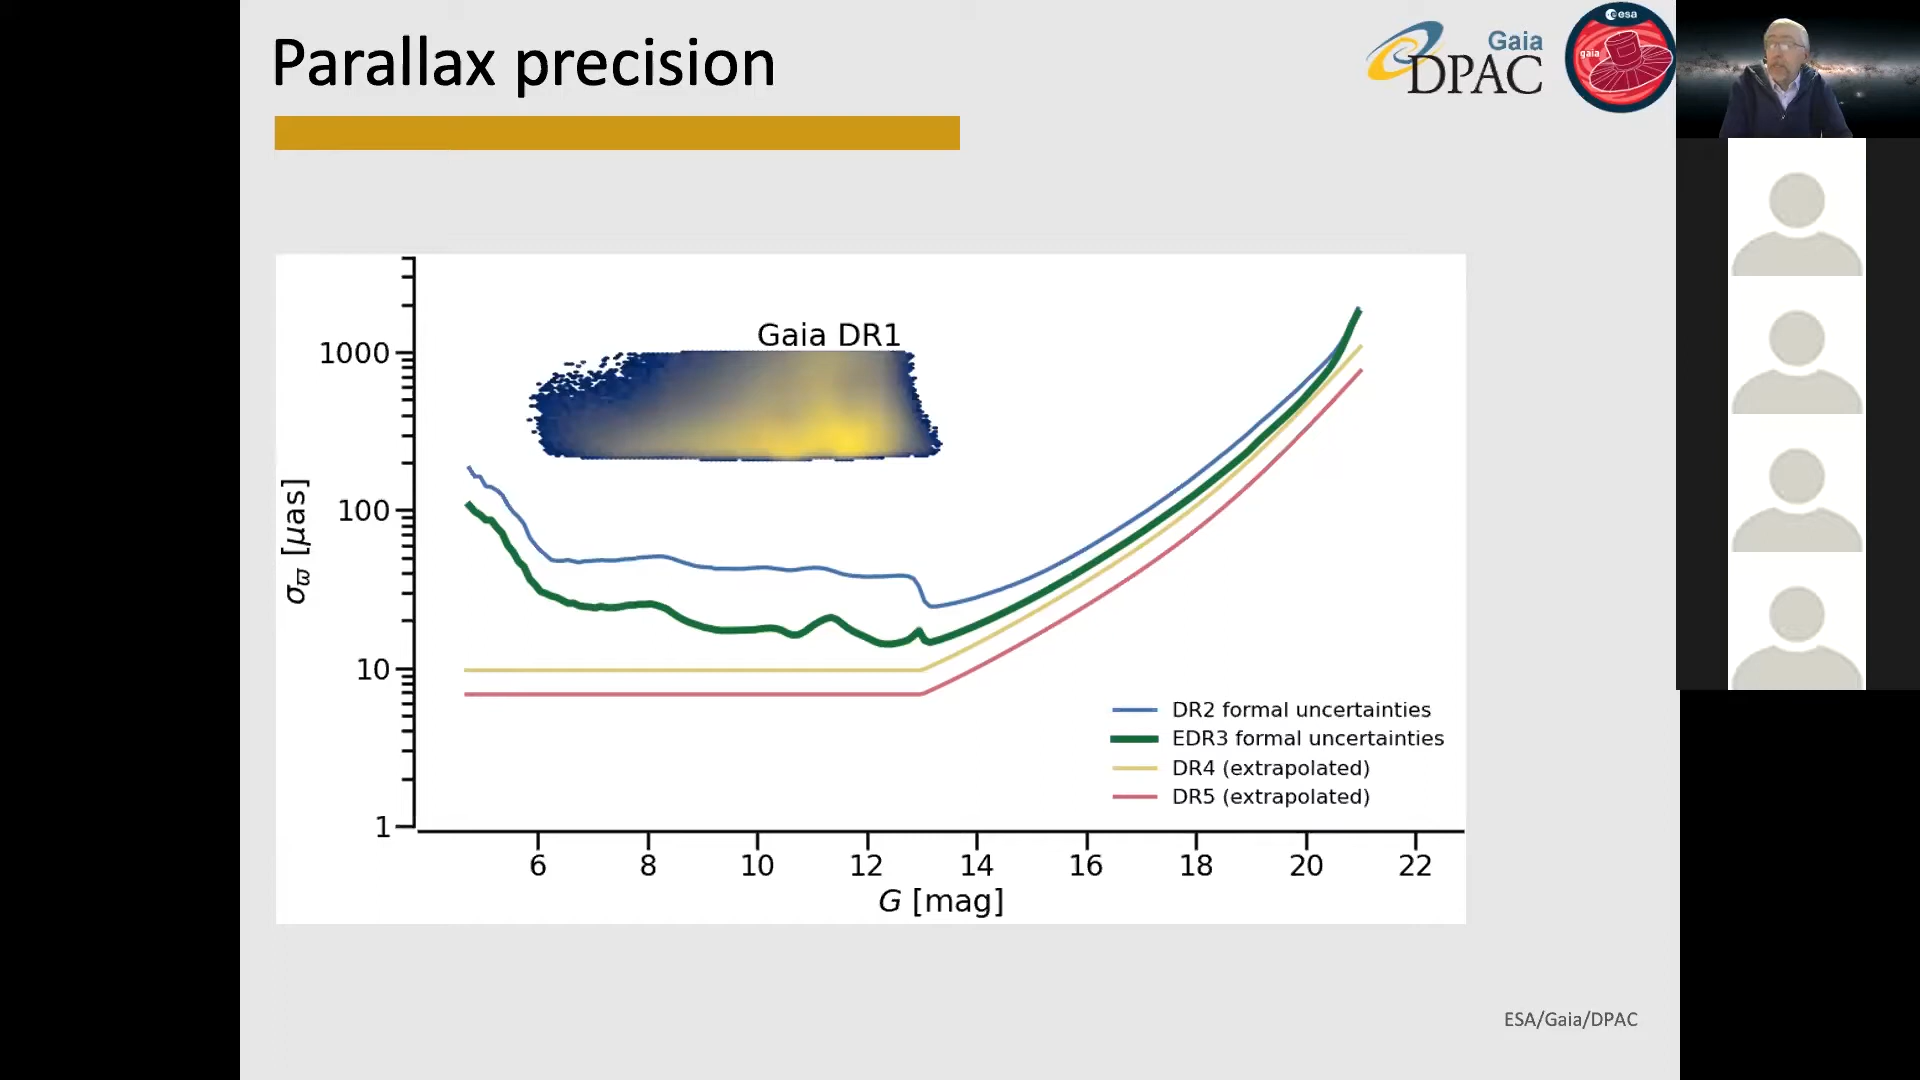 Parallax precision
Gaia
DPAC
esa
gaia
Gaia DR1
1000
100
10
1
σϖ [μas]
DR2 formal uncertainties
EDR3 formal uncertainties
DR4 (extrapolated)
DR5 (extrapolated)
6 8 10 12 14 16 18 20 22
G [mag]
ESA/Gaia/DPAC